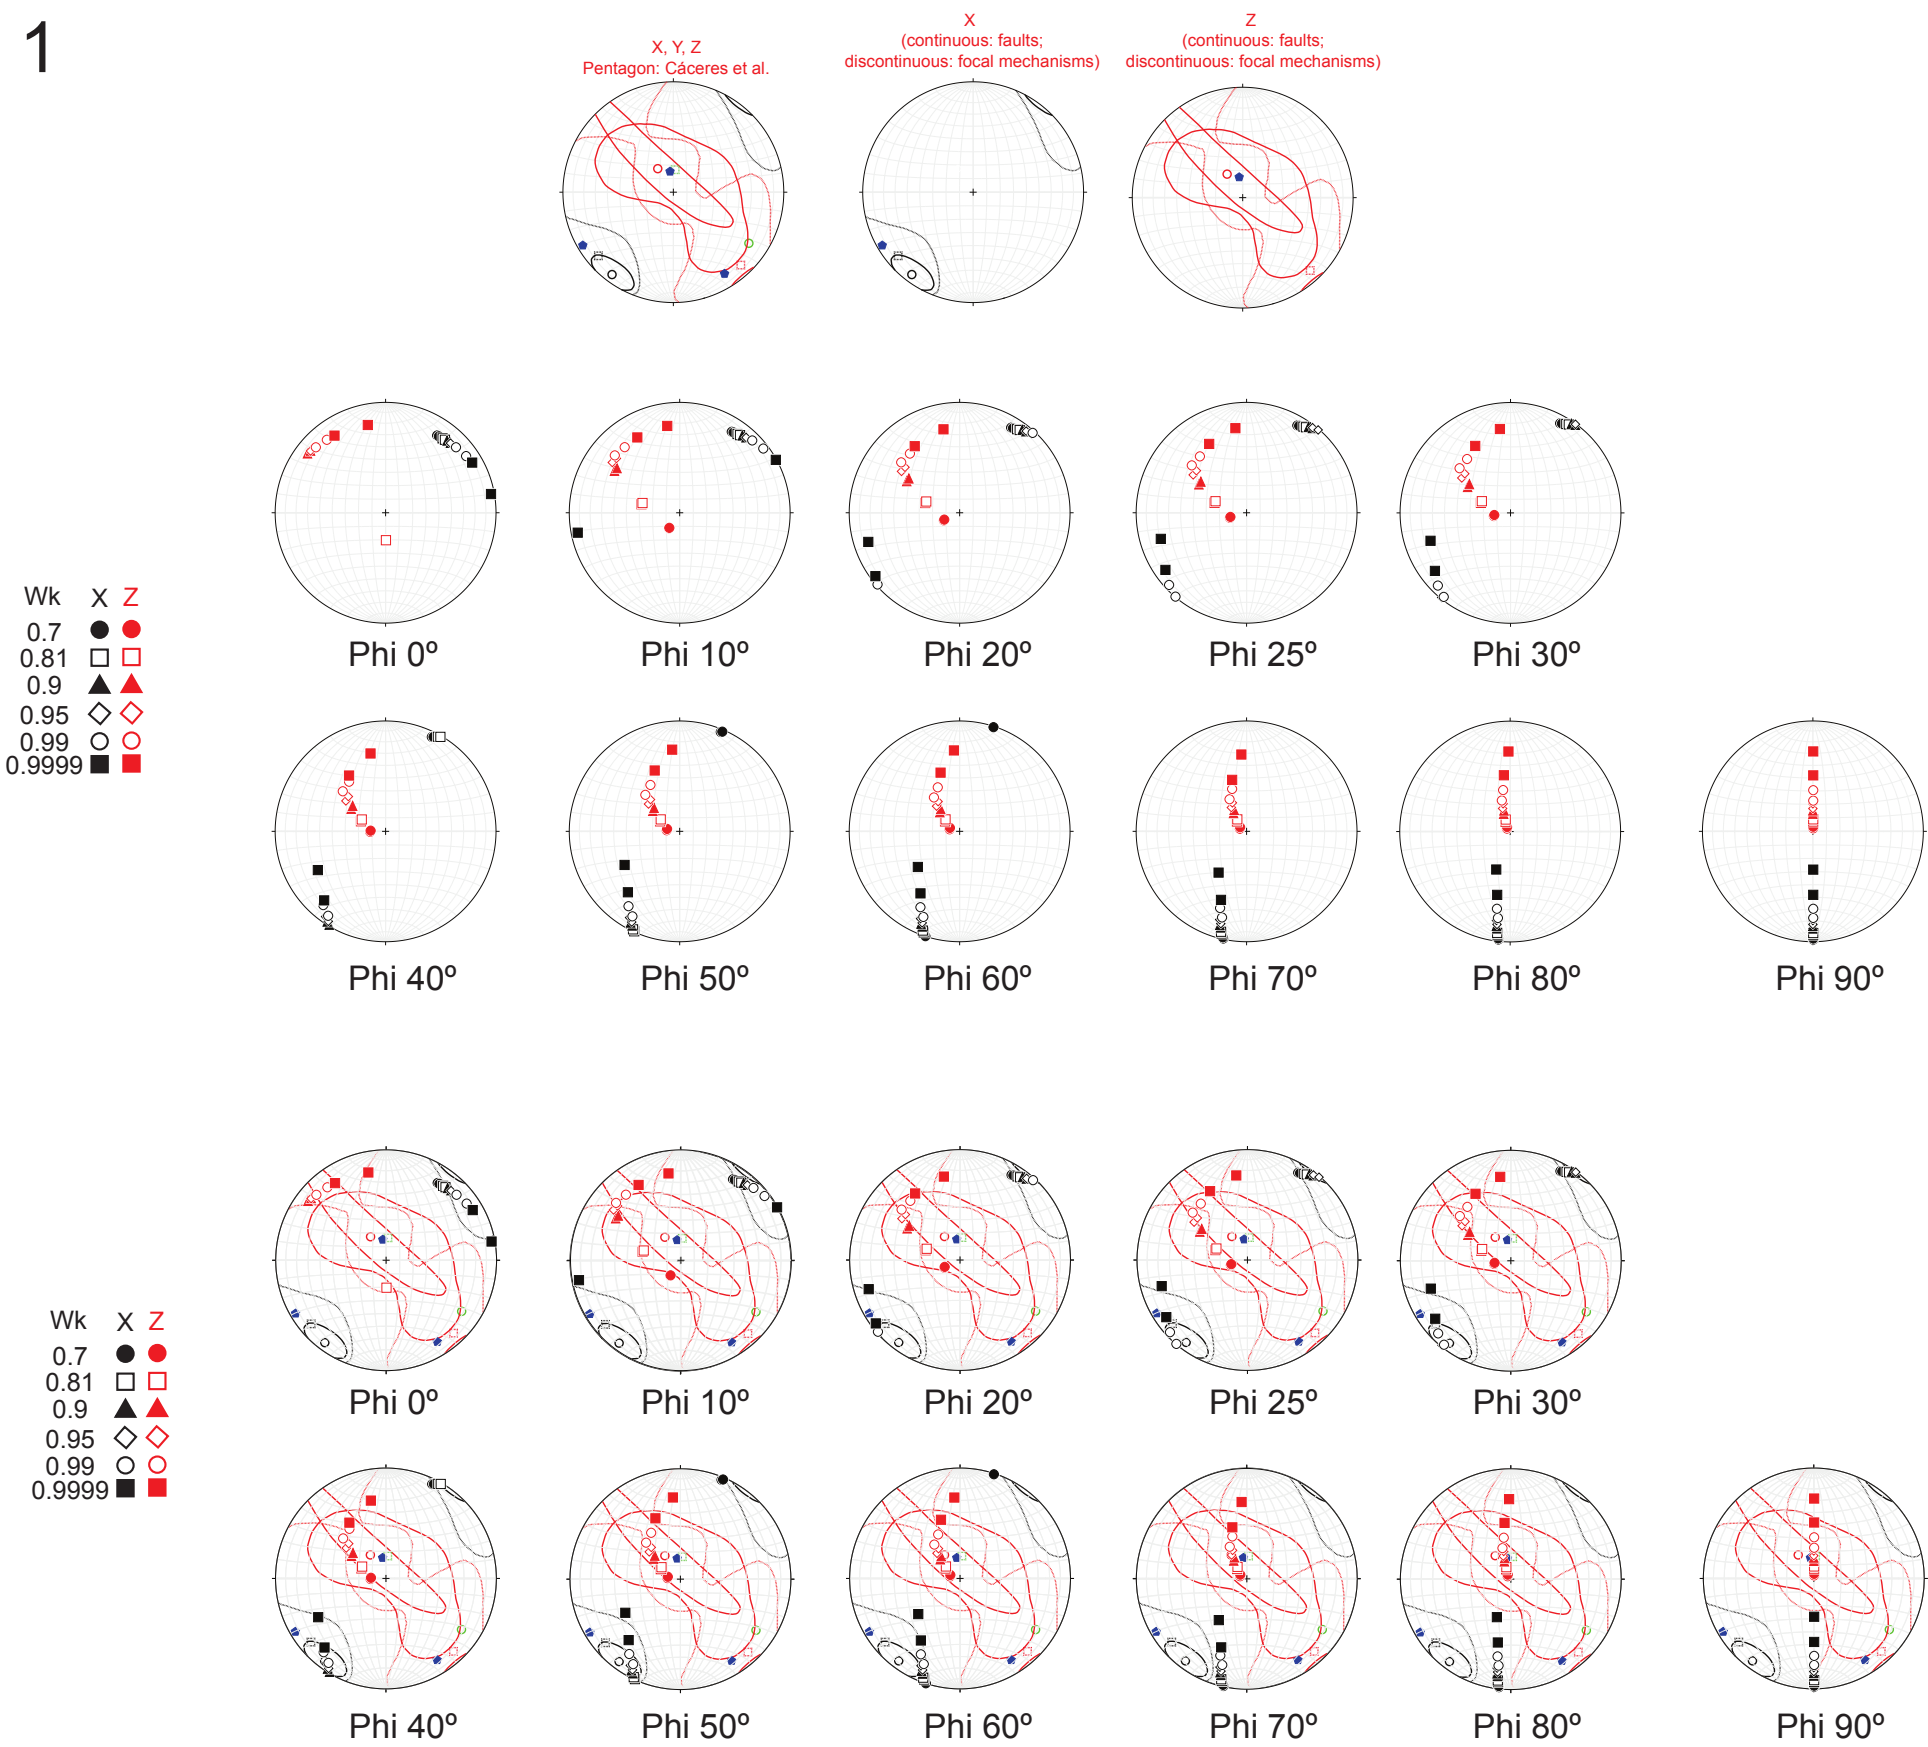 1
X, Y, Z
Pentagon: Cáceres et al.
X
(continuous: faults;
discontinuous: focal mechanisms)
Z
(continuous: faults;
discontinuous: focal mechanisms)
Phi 0º
Phi 10º
Phi 20º
Phi 25º
Phi 30º
Wk X Z
0.7
0.81
0.9
0.95
0.99
0.9999
Phi 40º
Phi 50º
Phi 60º
Phi 70º
Phi 80º
Phi 90º
Phi 0º
Phi 10º
Phi 20º
Phi 25º
Phi 30º
Wk X Z
0.7
0.81
0.9
0.95
0.99
0.9999
Phi 40º
Phi 50º
Phi 60º
Phi 70º
Phi 80º
Phi 90º